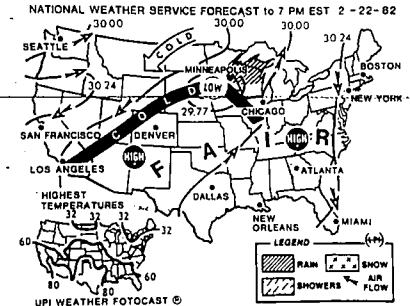 NATIONAL WEATHER SERVICE FORECAST to 7 PM EST 2-22-82
30.00
30.00
30.00
SEATTLE
COLD
BOSTON
MINNEAPOLIS
30.24
30.24
LOW
NEW YORK
COLD
29.77
CHICAGO
SAN FRANCISCO
DENVER
FAIR
HIGH
HIGH
LOS ANGELES
ATLANTA
HIGHEST
TEMPERATURES
DALLAS
32
32
32
NEW
ORLEANS
MIAMI
60
LEGEND
RAIN
SNOW
SHOWERS
AIR
FLOW
80
80
60
UPI WEATHER FOTOCAST ®